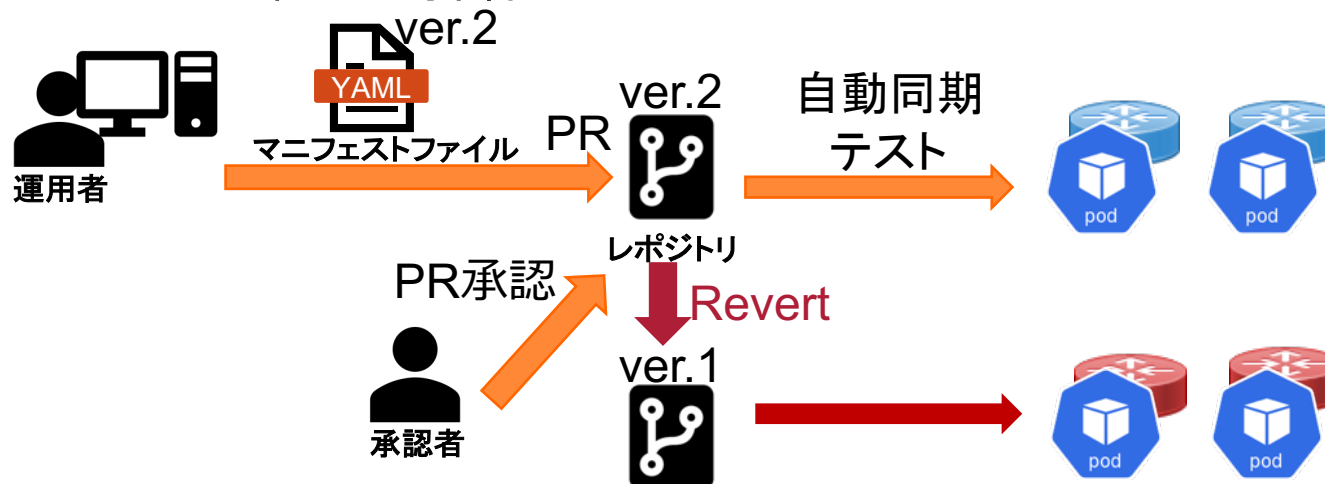 ver.2
YAML
マニフェストファイル
運用者
PR
ver.2
レポジトリ
自動同期
テスト
pod
pod
PR承認
承認者
Revert
ver.1
pod
pod